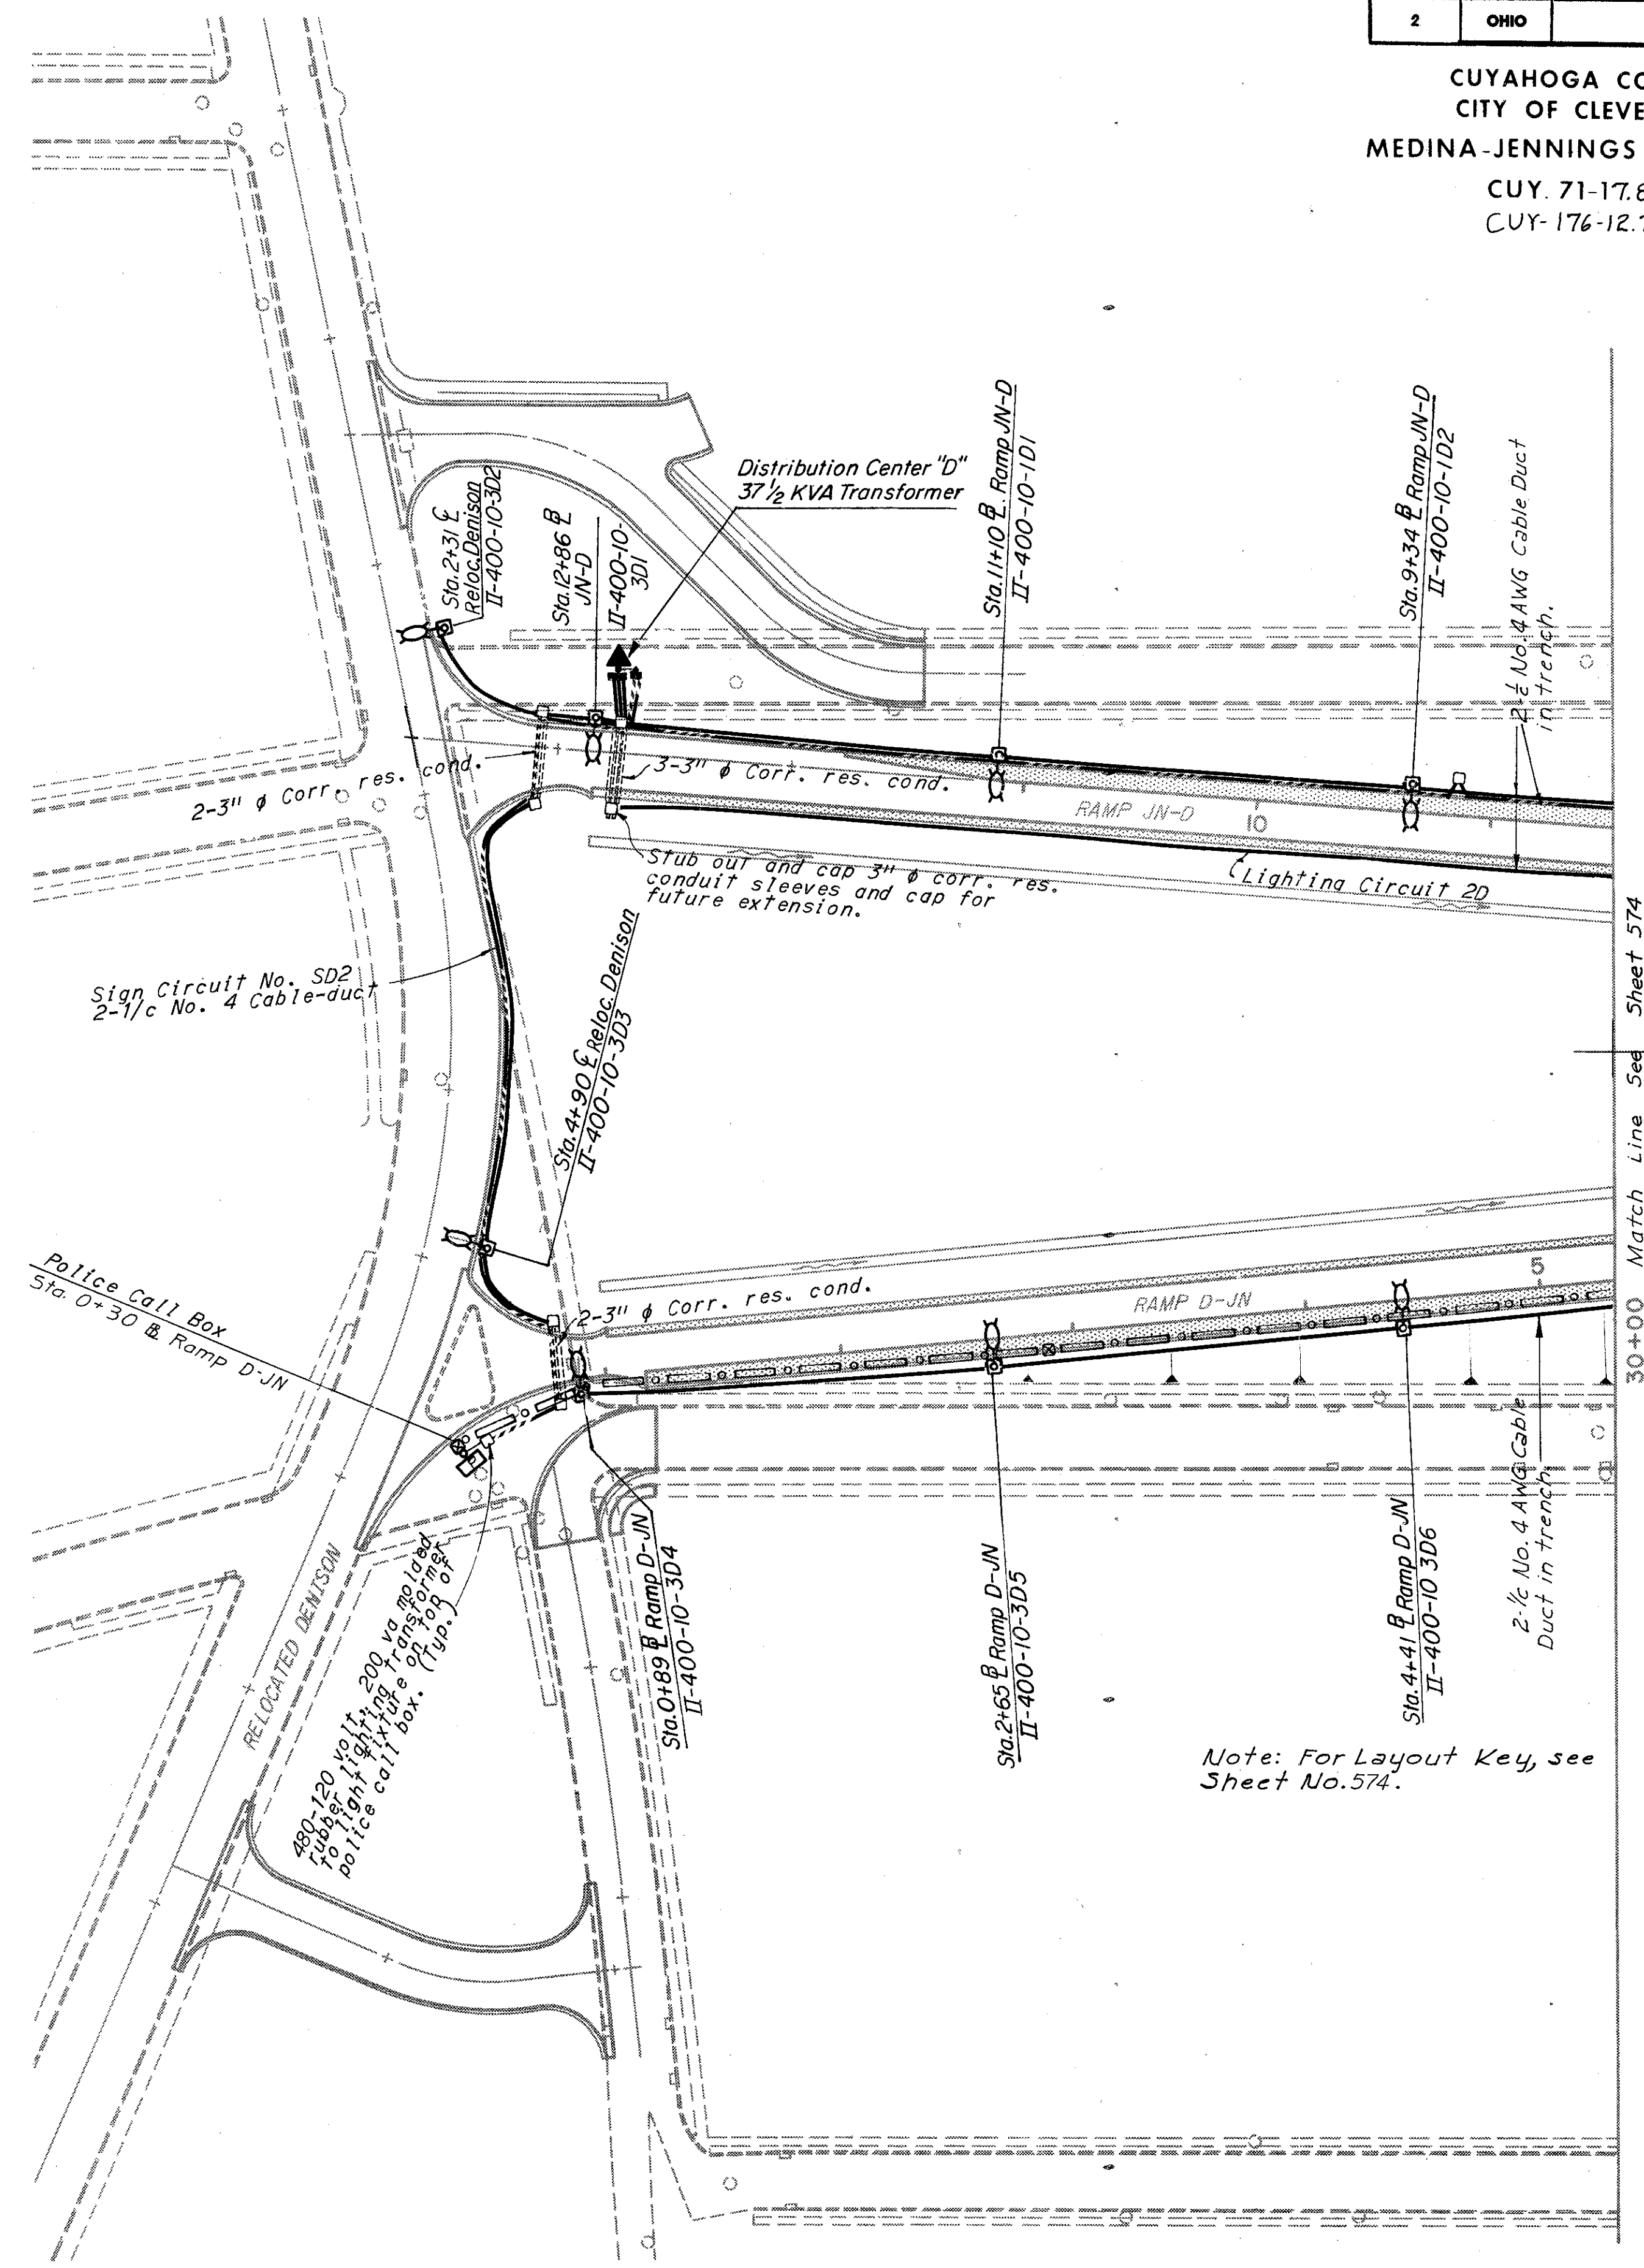 2 OHIO
CUYAHOGA CO
CITY OF CLEVE
MEDINA-JENNINGS
CUY. 71-17.8
CUY-176-12.
Distribution Center "D"
37 1/2 KVA Transformer
Sta. 2+31 ℄
Reloc. Denison
II-400-10-3D2
Sta. 12+86 ⅊
JN-D
II-400-10-
3D1
Sta. 11+10 ⅊ Ramp JN-D
II-400-10-1D1
Sta. 9+34 ⅊ Ramp JN-D
II-400-10-1D2
2-1/c No. 4 AWG Cable Duct
in trench.
2-3" ϕ Corr. res. cond.
3-3" ϕ Corr. res. cond.
RAMP JN-D
10
Stub out and cap 3" ϕ corr. res.
conduit sleeves and cap for
future extension.
Lighting Circuit 2D
Sign Circuit No. SD2
2-1/c No. 4 Cable-duct
Sta. 4+90 ℄ Reloc. Denison
II-400-10-3D3
30+00 Match Line See Sheet 574
Police Call Box
Sta. 0+30 ⅊ Ramp D-JN
2-3" ϕ Corr. res. cond.
RAMP D-JN
5
RELOCATED DENISON
480-120 volt, 200 va molded
rubber lighting transformer
to light fixture on top of
police call box. (Typ.)
Sta. 0+89 ⅊ Ramp D-JN
II-400-10-3D4
Sta. 2+65 ⅊ Ramp D-JN
II-400-10-3D5
Sta. 4+41 ⅊ Ramp D-JN
II-400-10 3D6
2-1/c No. 4 AWG Cable
Duct in trench.
Note: For Layout Key, see
Sheet No. 574.